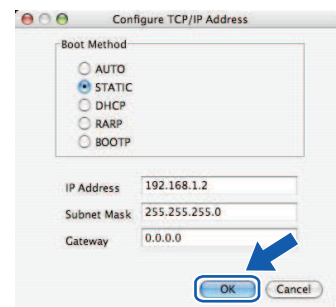 Configure TCP/IP Address
Boot Method
AUTO
STATIC
DHCP
RARP
BOOTP
IP Address 192.168.1.2
Subnet Mask 255.255.255.0
Gateway 0.0.0.0
OK Cancel